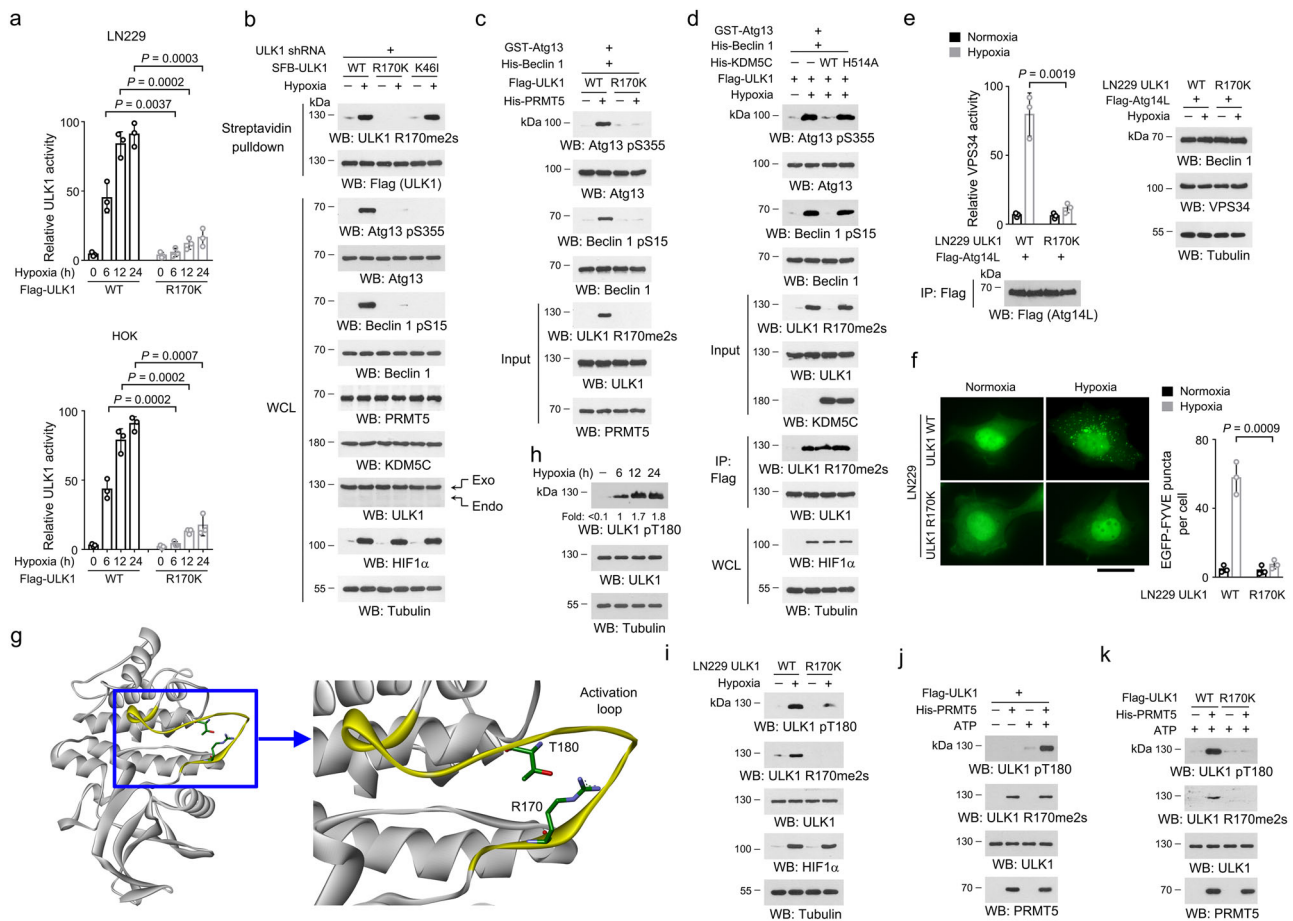 a
LN229
P = 0.0003
P = 0.0002
P = 0.0037
100
50
0
Relative ULK1 activity
Hypoxia (h) 0 6 12 24 0 6 12 24
Flag-ULK1 WT R170K
HOK
P = 0.0007
P = 0.0002
P = 0.0002
100
50
0
Relative ULK1 activity
Hypoxia (h) 0 6 12 24 0 6 12 24
Flag-ULK1 WT R170K
b
ULK1 shRNA +
SFB-ULK1 WT R170K K46I
Hypoxia − + − + − +
kDa
Streptavidin pulldown
130
WB: ULK1 R170me2s
130
WB: Flag (ULK1)
WCL
70
WB: Atg13 pS355
70
WB: Atg13
70
WB: Beclin 1 pS15
70
WB: Beclin 1
70
WB: PRMT5
180
WB: KDM5C
130
Exo
Endo
WB: ULK1
100
WB: HIF1α
55
WB: Tubulin
c
GST-Atg13 +
His-Beclin 1 +
Flag-ULK1 WT R170K
His-PRMT5 − + − +
kDa 100
WB: Atg13 pS355
100
WB: Atg13
70
WB: Beclin 1 pS15
70
WB: Beclin 1
Input
130
WB: ULK1 R170me2s
130
WB: ULK1
70
WB: PRMT5
d
GST-Atg13 +
His-Beclin 1 +
His-KDM5C − − WT H514A
Flag-ULK1 + + + +
Hypoxia − + + +
kDa 100
WB: Atg13 pS355
100
WB: Atg13
70
WB: Beclin 1 pS15
70
WB: Beclin 1
Input
130
WB: ULK1 R170me2s
130
WB: ULK1
180
WB: KDM5C
IP: Flag
130
WB: ULK1 R170me2s
130
WB: ULK1
WCL
100
WB: HIF1α
55
WB: Tubulin
e
Normoxia
Hypoxia
P = 0.0019
100
50
0
Relative VPS34 activity
LN229 ULK1 WT R170K
Flag-Atg14L + +
kDa
IP: Flag 70
WB: Flag (Atg14L)
LN229 ULK1 WT R170K
Flag-Atg14L + +
Hypoxia − + − +
kDa 70
WB: Beclin 1
100
WB: VPS34
55
WB: Tubulin
f
Normoxia Hypoxia
LN229
ULK1 WT
ULK1 R170K
Normoxia
Hypoxia
P = 0.0009
80
40
0
EGFP-FYVE puncta per cell
LN229 ULK1 WT R170K
g
Activation loop
T180
R170
h
Hypoxia (h) − 6 12 24
kDa 130
Fold: <0.1 1 1.7 1.8
WB: ULK1 pT180
130
WB: ULK1
55
WB: Tubulin
i
LN229 ULK1 WT R170K
Hypoxia − + − +
kDa 130
WB: ULK1 pT180
130
WB: ULK1 R170me2s
130
WB: ULK1
100
WB: HIF1α
55
WB: Tubulin
j
Flag-ULK1 +
His-PRMT5 − + − +
ATP − − + +
kDa 130
WB: ULK1 pT180
130
WB: ULK1 R170me2s
130
WB: ULK1
70
WB: PRMT5
k
Flag-ULK1 WT R170K
His-PRMT5 − + − +
ATP + + + +
kDa 130
WB: ULK1 pT180
130
WB: ULK1 R170me2s
130
WB: ULK1
70
WB: PRMT5